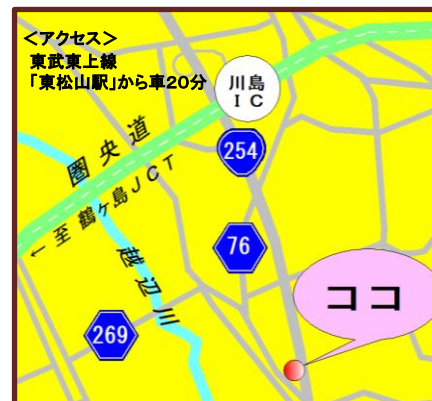 ＜アクセス＞
東武東上線
「東松山駅」から車２０分
川島
ＩＣ
254
圏央道
←至 鶴ヶ島ＪＣＴ
76
越辺川
ココ
269